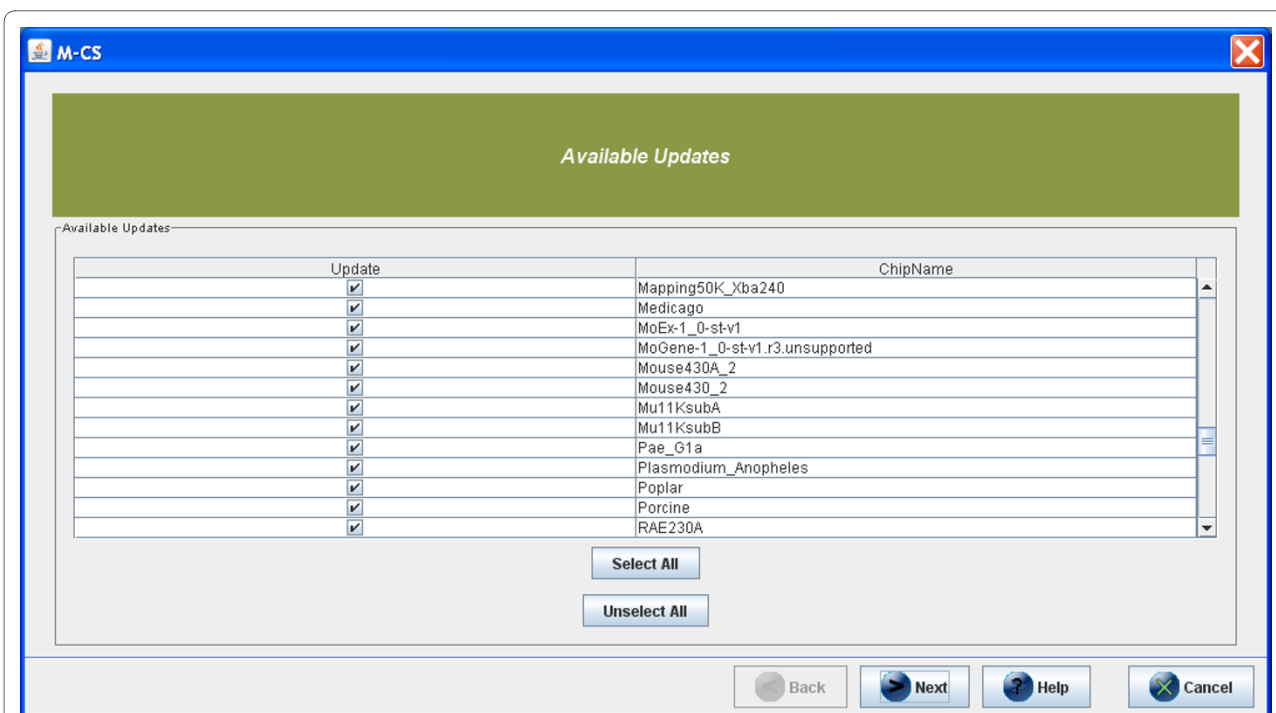 M-CS
Available Updates
Available Updates
Update ChipName
Mapping50K_Xba240
Medicago
MoEx-1_0-st-v1
MoGene-1_0-st-v1.r3.unsupported
Mouse430A_2
Mouse430_2
Mu11KsubA
Mu11KsubB
Pae_G1a
Plasmodium_Anopheles
Poplar
Porcine
RAE230A
Select All
Unselect All
Back Next Help Cancel